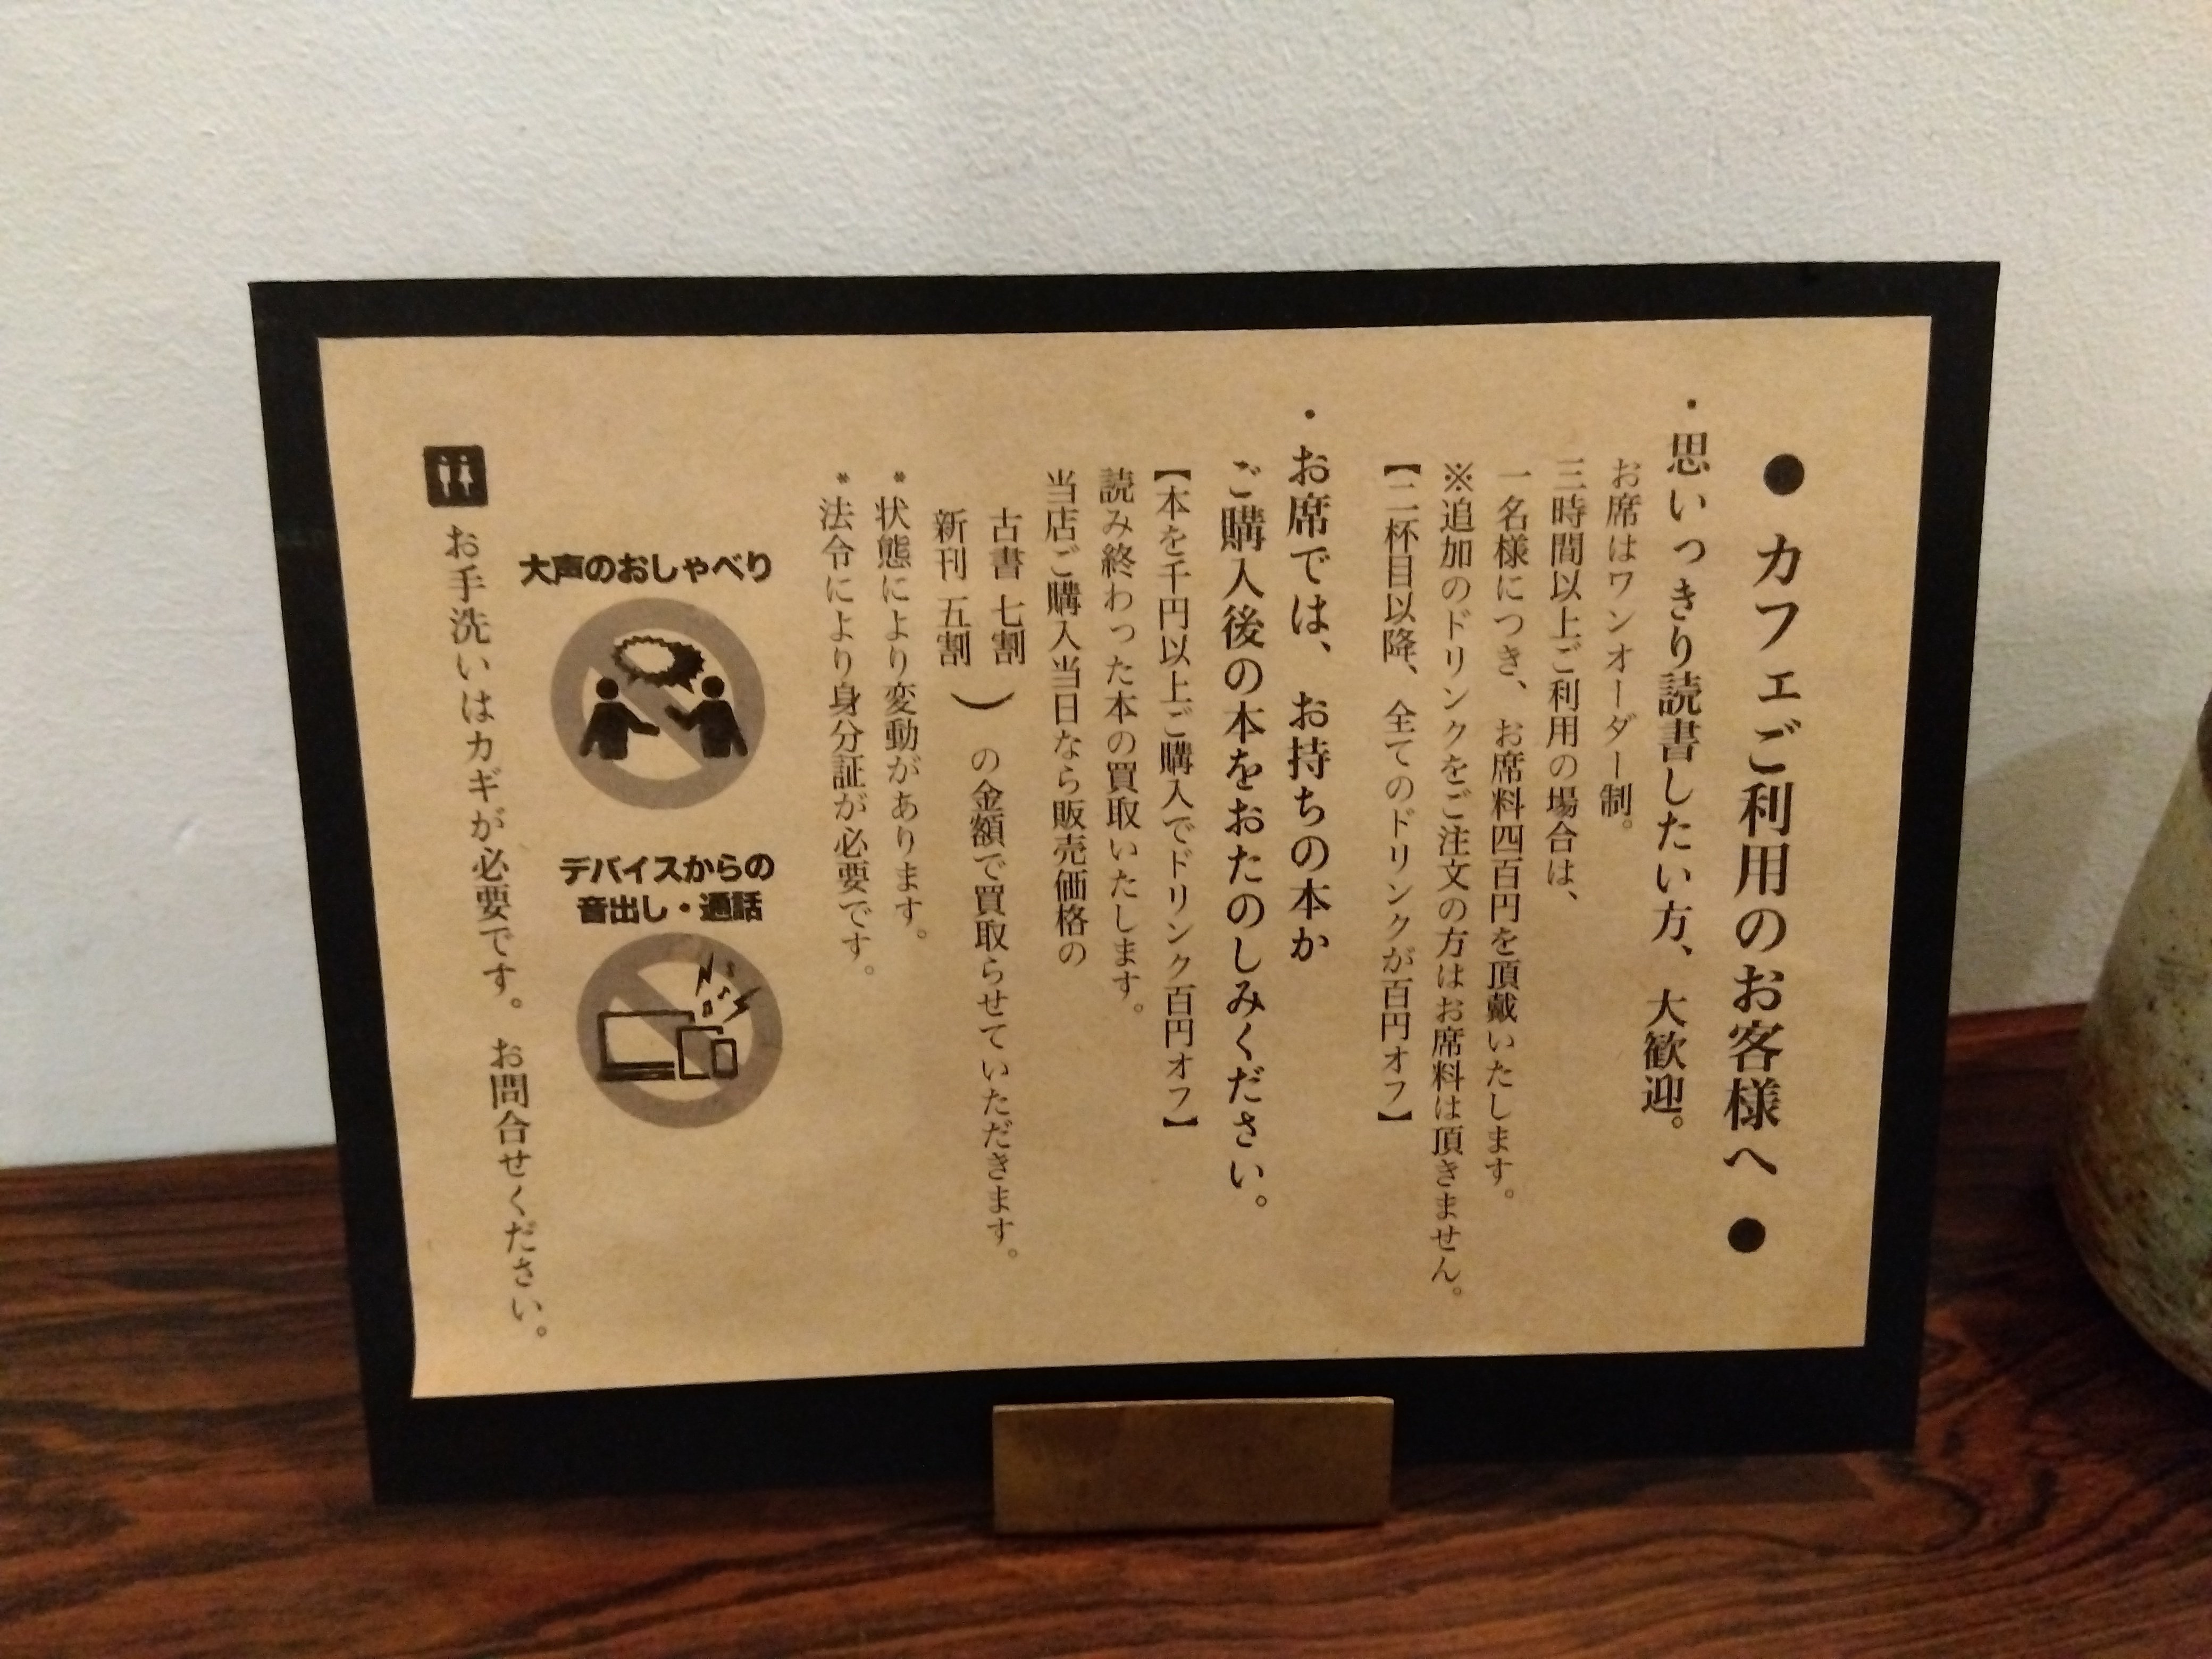 ● カフェご利用のお客様へ ●
・思いっきり読書したい方、大歓迎。
お席はワンオーダー制。
三時間以上ご利用の場合は、
一名様につき、お席料四百円を頂戴いたします。
※追加のドリンクをご注文の方はお席料は頂きません。
【二杯目以降、全てのドリンクが百円オフ】
・お席では、お持ちの本か
ご購入後の本をおたのしみください。
【本を千円以上ご購入でドリンク百円オフ】
読み終わった本の買取いたします。
当店ご購入当日なら販売価格の
古書 七割
新刊 五割
）の金額で買取らせていただきます。
*状態により変動があります。
*法令により身分証が必要です。
大声のおしゃべり
デバイスからの
音出し・通話
お手洗いはカギが必要です。お問合せください。